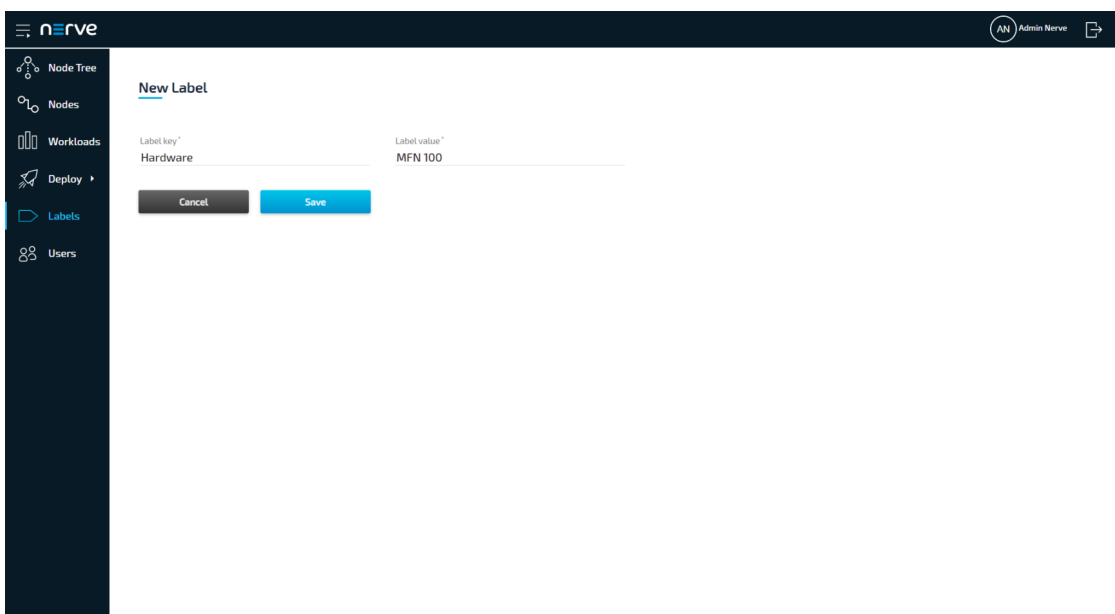 nerve
AN Admin Nerve
Node Tree
Nodes
Workloads
Deploy
Labels
Users
New Label
Label key* Label value*
Hardware MFN 100
Cancel Save